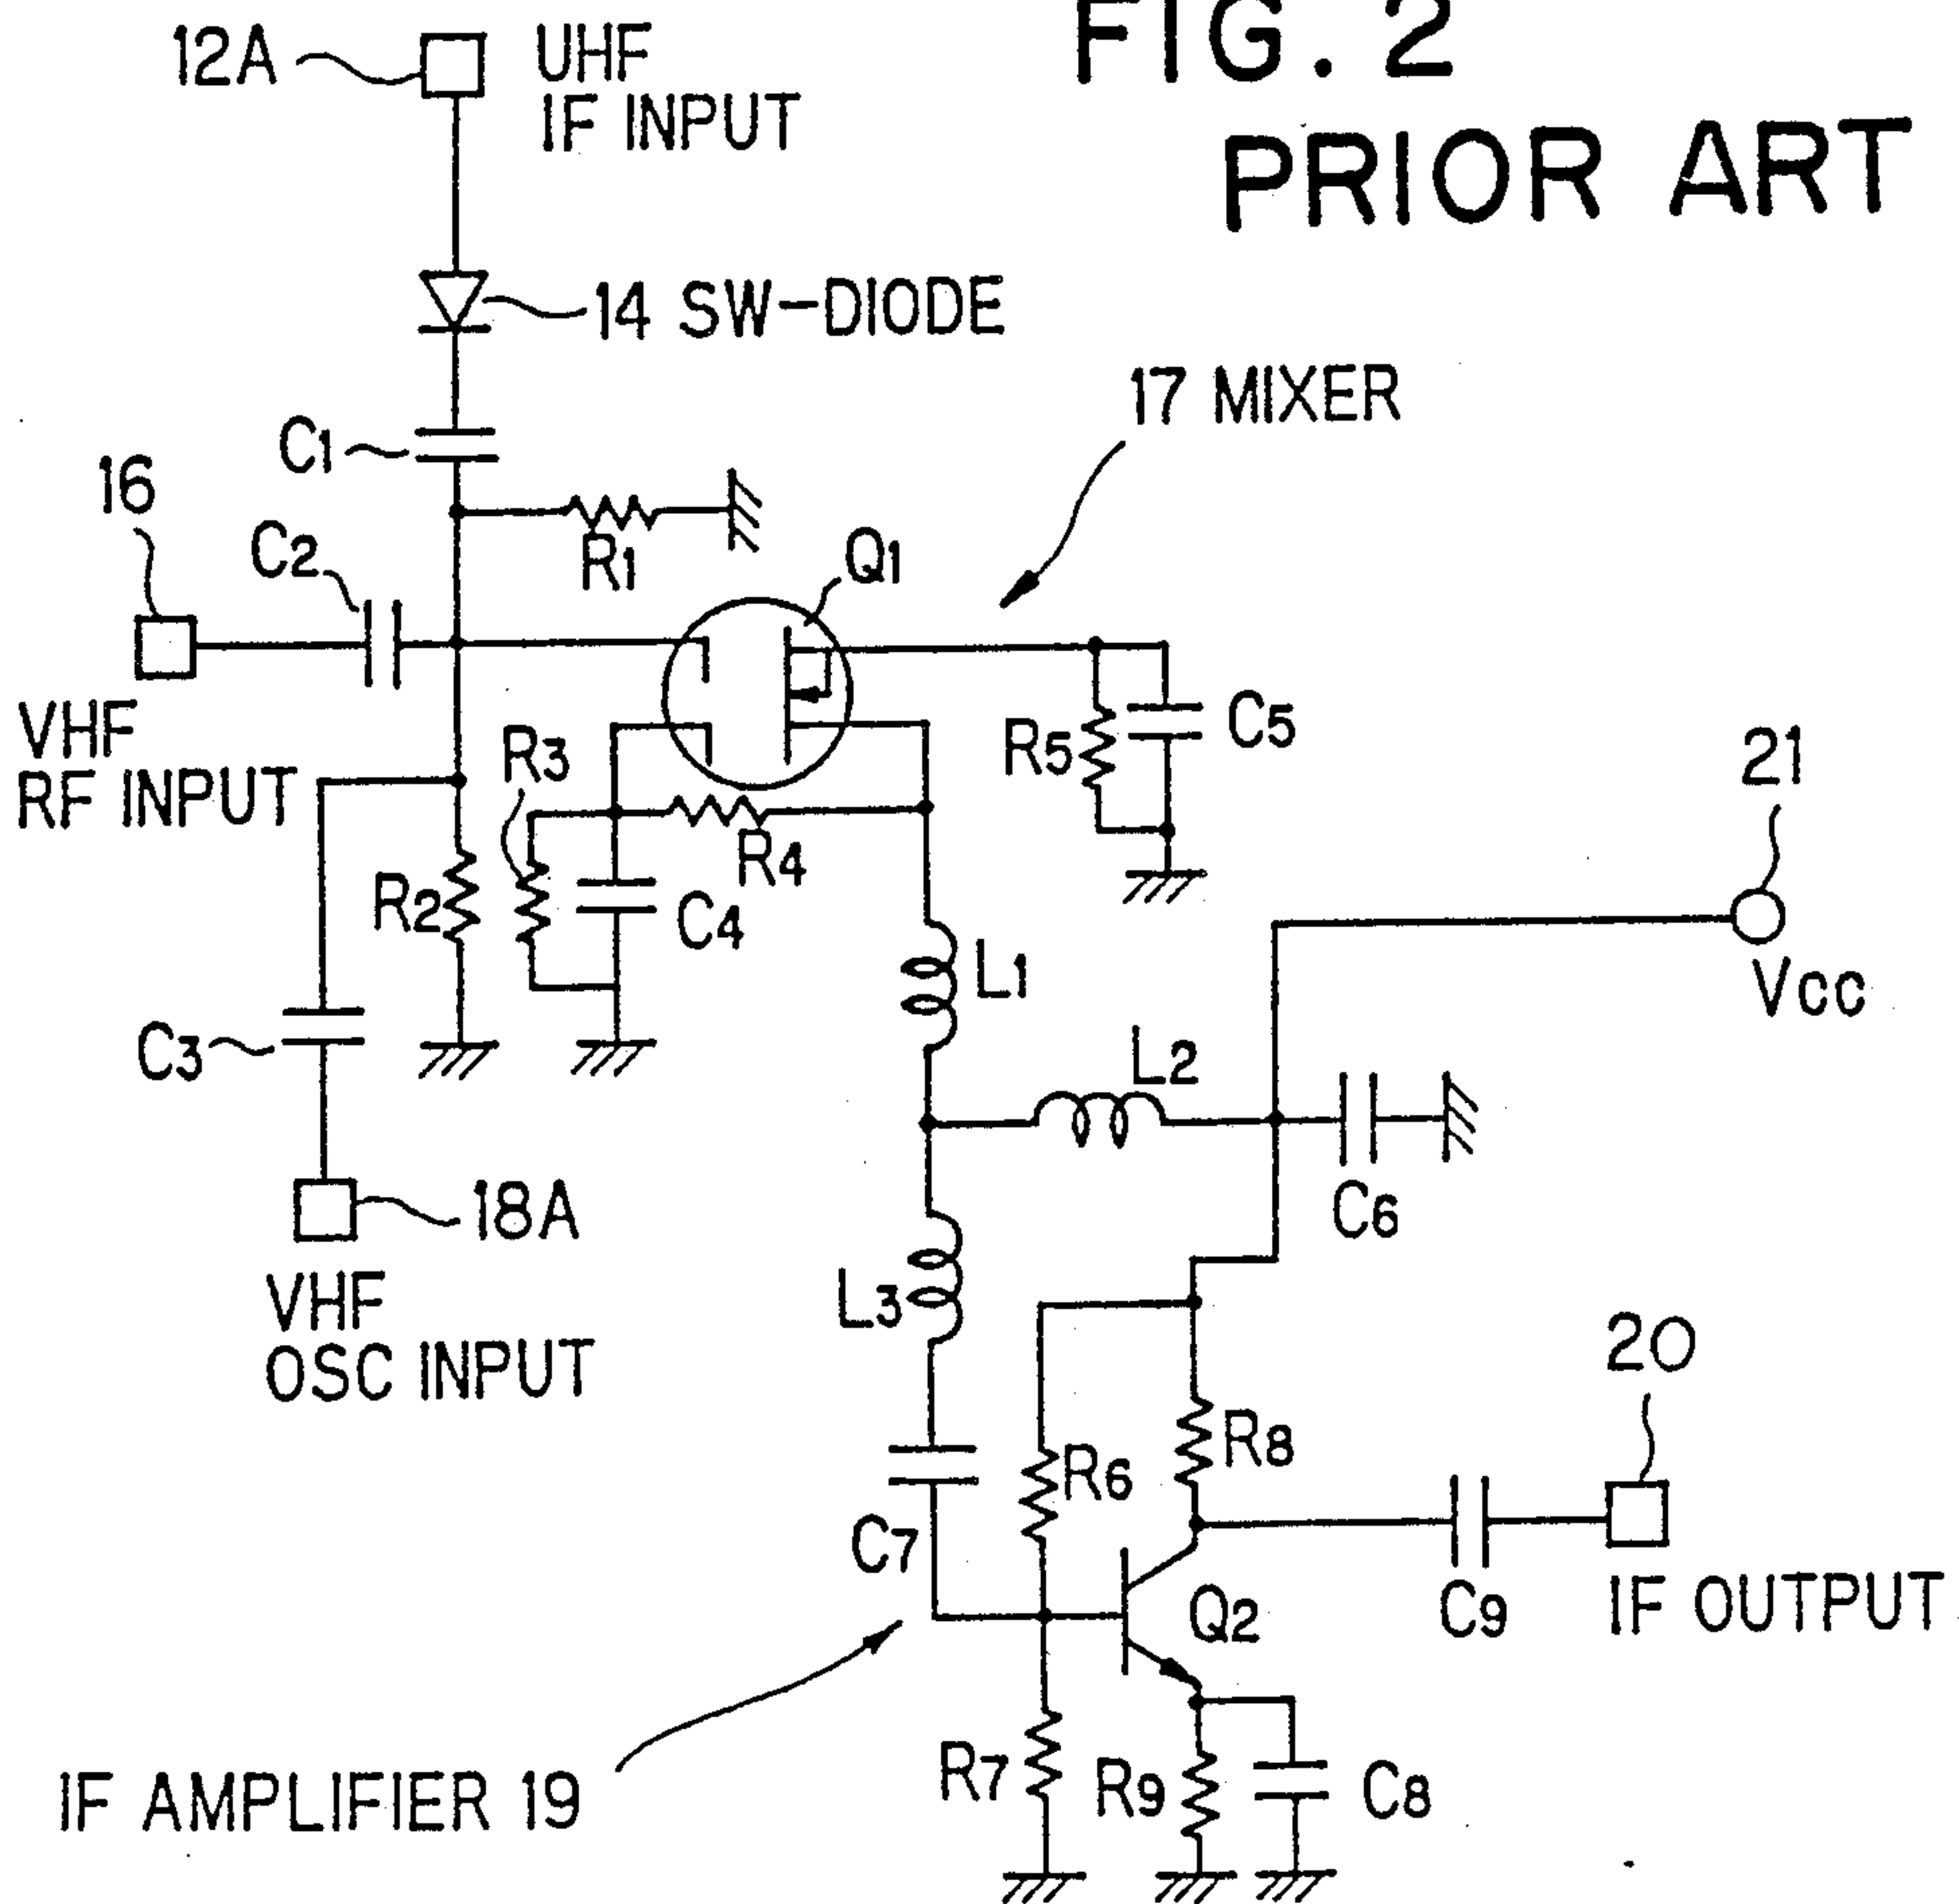 FIG. 2
PRIOR ART
12A
UHF
IF INPUT
14 SW-DIODE
17 MIXER
C1
16
C2
R1
Q1
VHF
RF INPUT
R3
R5
C5
21
R4
R2
C4
L1
Vcc
C3
L2
18A
C6
VHF
OSC INPUT
L3
20
R8
R6
C7
Q2
C9
IF OUTPUT
IF AMPLIFIER 19
R7
R9
C8